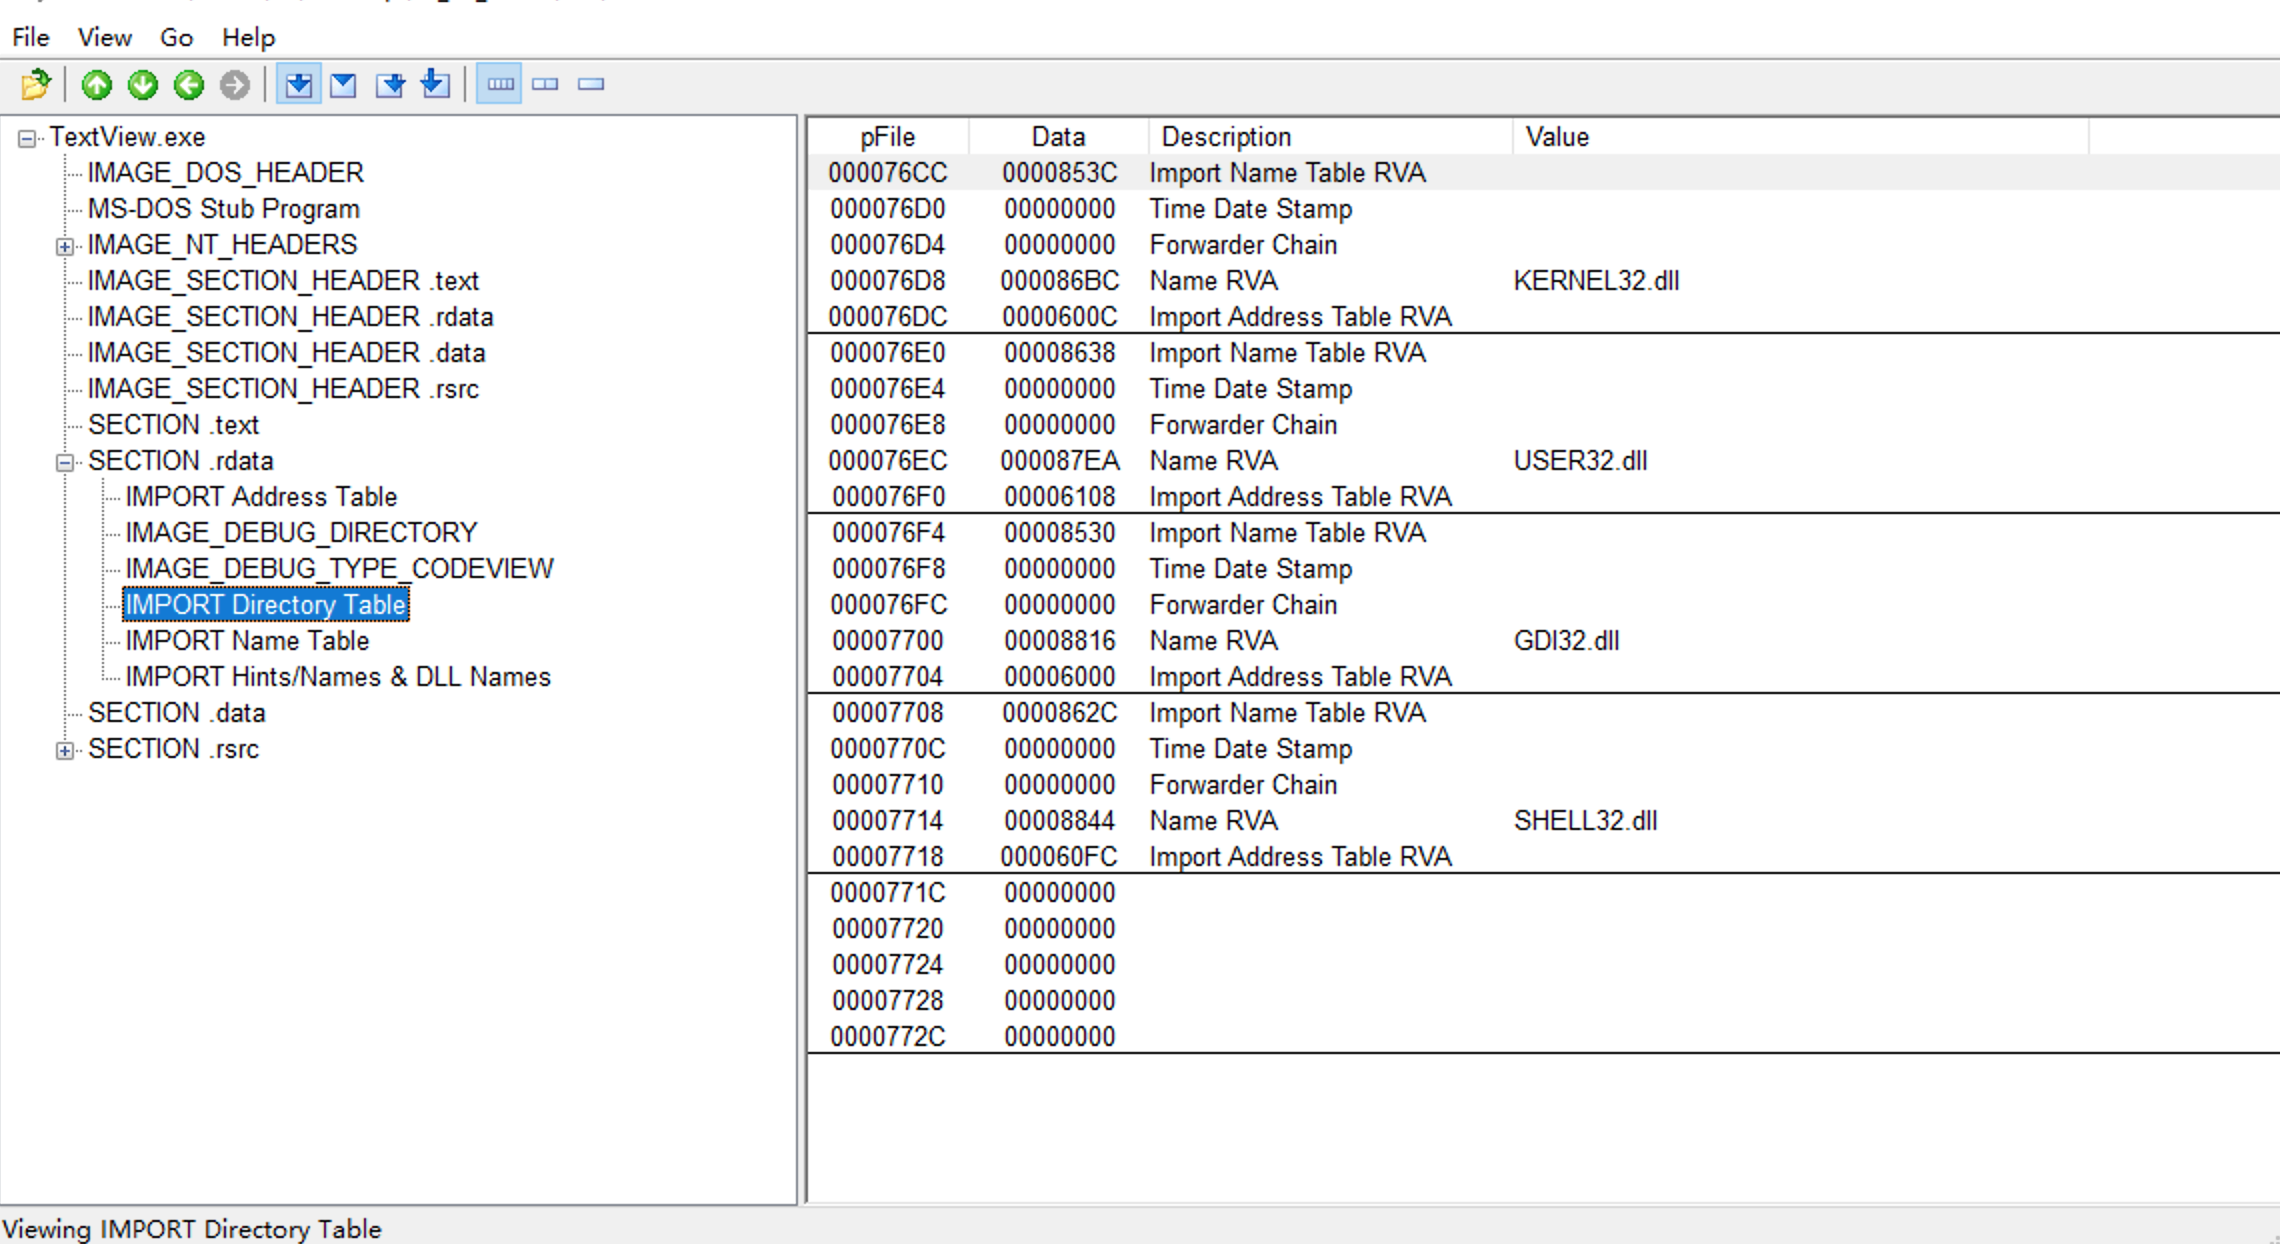 File View Go Help
TextView.exe
IMAGE_DOS_HEADER
MS-DOS Stub Program
IMAGE_NT_HEADERS
IMAGE_SECTION_HEADER .text
IMAGE_SECTION_HEADER .rdata
IMAGE_SECTION_HEADER .data
IMAGE_SECTION_HEADER .rsrc
SECTION .text
SECTION .rdata
IMPORT Address Table
IMAGE_DEBUG_DIRECTORY
IMAGE_DEBUG_TYPE_CODEVIEW
IMPORT Directory Table
IMPORT Name Table
IMPORT Hints/Names & DLL Names
SECTION .data
SECTION .rsrc
pFile Data Description Value
000076CC 0000853C Import Name Table RVA
000076D0 00000000 Time Date Stamp
000076D4 00000000 Forwarder Chain
000076D8 000086BC Name RVA KERNEL32.dll
000076DC 0000600C Import Address Table RVA
000076E0 00008638 Import Name Table RVA
000076E4 00000000 Time Date Stamp
000076E8 00000000 Forwarder Chain
000076EC 000087EA Name RVA USER32.dll
000076F0 00006108 Import Address Table RVA
000076F4 00008530 Import Name Table RVA
000076F8 00000000 Time Date Stamp
000076FC 00000000 Forwarder Chain
00007700 00008816 Name RVA GDI32.dll
00007704 00006000 Import Address Table RVA
00007708 0000862C Import Name Table RVA
0000770C 00000000 Time Date Stamp
00007710 00000000 Forwarder Chain
00007714 00008844 Name RVA SHELL32.dll
00007718 000060FC Import Address Table RVA
0000771C 00000000
00007720 00000000
00007724 00000000
00007728 00000000
0000772C 00000000
Viewing IMPORT Directory Table